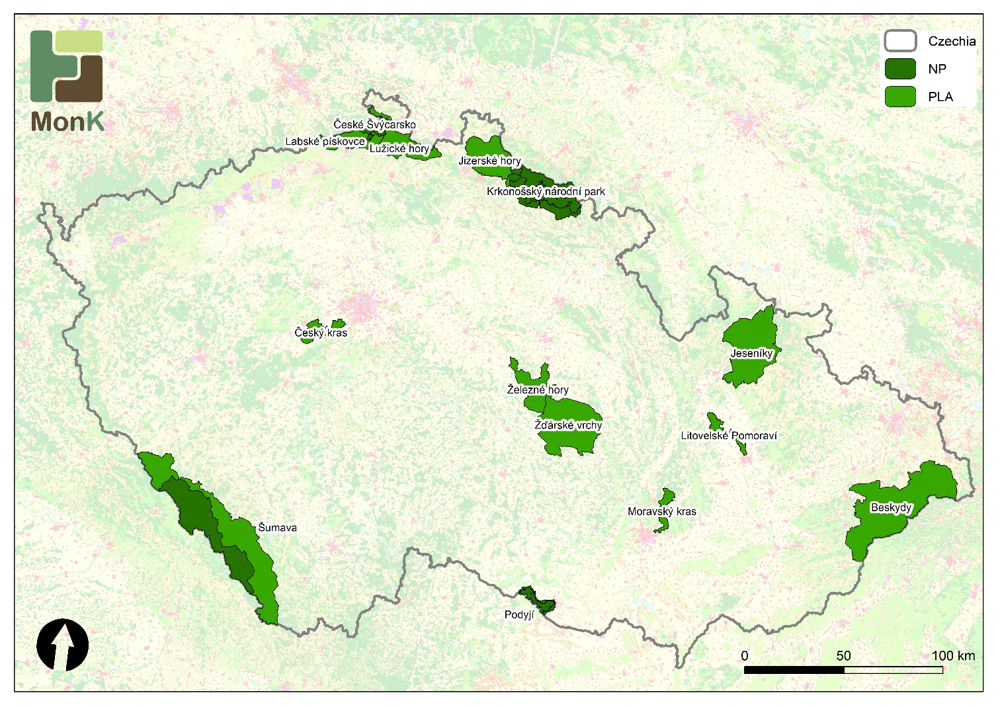 MonK
Czechia
NP
PLA
České Švýcarsko
Labské pískovce
Lužické hory
Jizerské hory
Krkonošský národní park
Český kras
Jeseníky
Železné hory
Žďárské vrchy
Litovelské Pomoraví
Moravský kras
Beskydy
Šumava
Podyjí
0 50 100 km